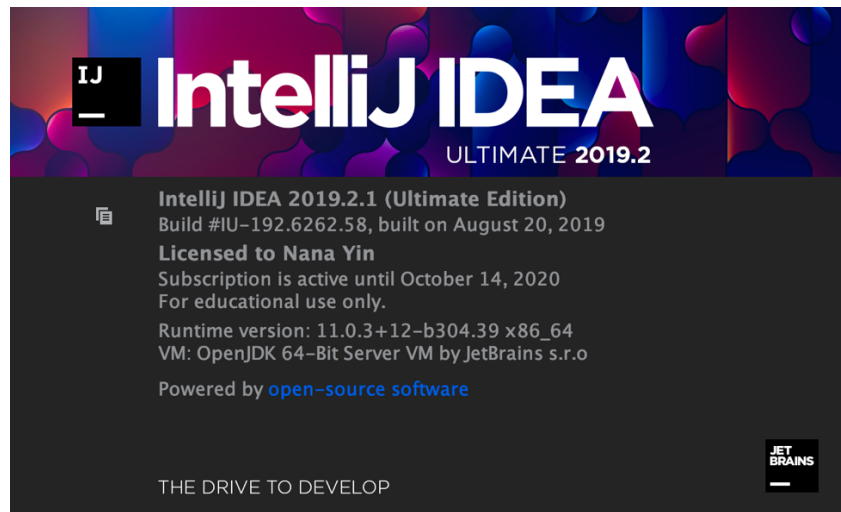 IJ
IntelliJ IDEA
ULTIMATE 2019.2
IntelliJ IDEA 2019.2.1 (Ultimate Edition)
Build #IU-192.6262.58, built on August 20, 2019
Licensed to Nana Yin
Subscription is active until October 14, 2020
For educational use only.
Runtime version: 11.0.3+12-b304.39 x86_64
VM: OpenJDK 64-Bit Server VM by JetBrains s.r.o
Powered by open-source software
JET
BRAINS
THE DRIVE TO DEVELOP